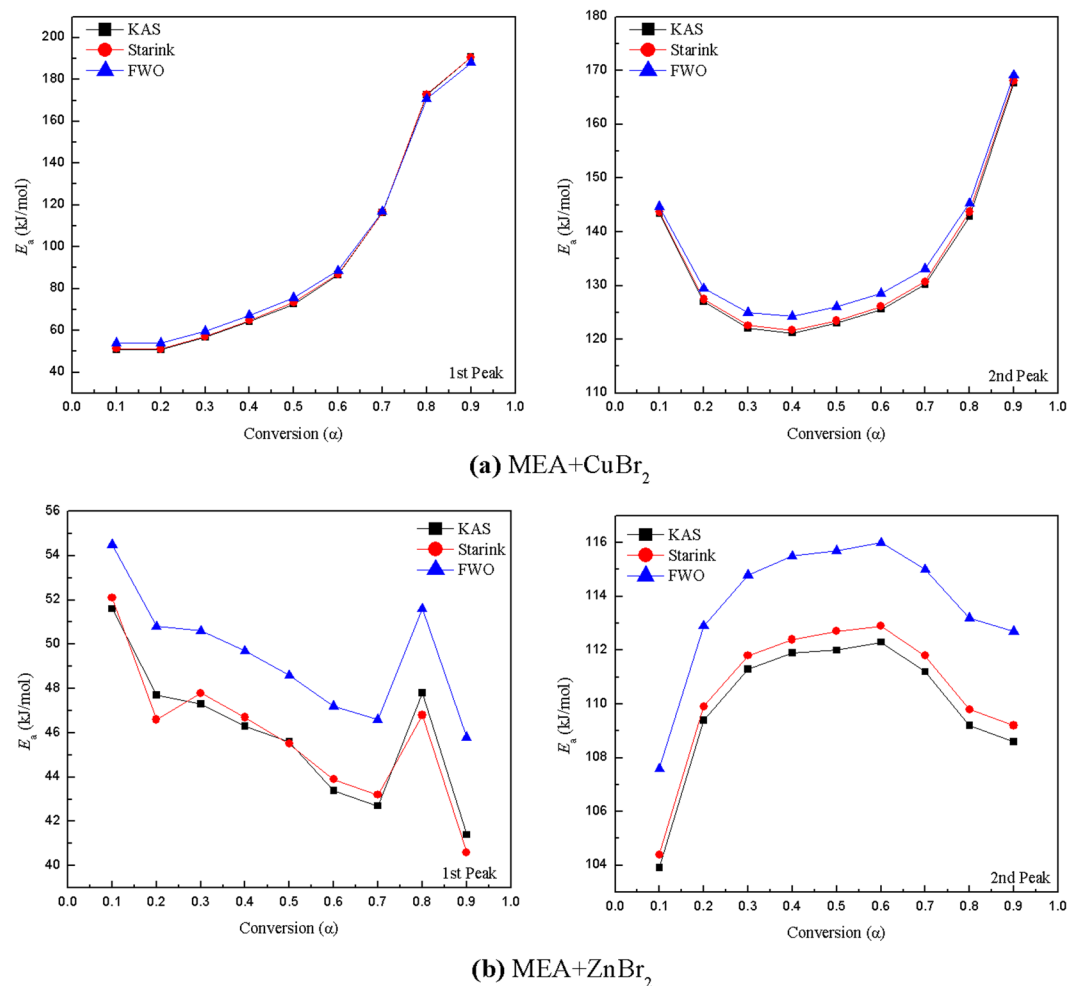 KAS
Starink
FWO
200
180
160
140
120
100
80
60
40
E_a (kJ/mol)
1st Peak
0.0 0.1 0.2 0.3 0.4 0.5 0.6 0.7 0.8 0.9 1.0
Conversion (α)
KAS
Starink
FWO
180
170
160
150
140
130
120
110
E_a (kJ/mol)
2nd Peak
0.0 0.1 0.2 0.3 0.4 0.5 0.6 0.7 0.8 0.9 1.0
Conversion (α)
(a) MEA+CuBr₂
KAS
Starink
FWO
56
54
52
50
48
46
44
42
40
E_a (kJ/mol)
1st Peak
0.0 0.1 0.2 0.3 0.4 0.5 0.6 0.7 0.8 0.9 1.0
Conversion (α)
KAS
Starink
FWO
116
114
112
110
108
106
104
E_a (kJ/mol)
2nd Peak
0.0 0.1 0.2 0.3 0.4 0.5 0.6 0.7 0.8 0.9 1.0
Conversion (α)
(b) MEA+ZnBr₂